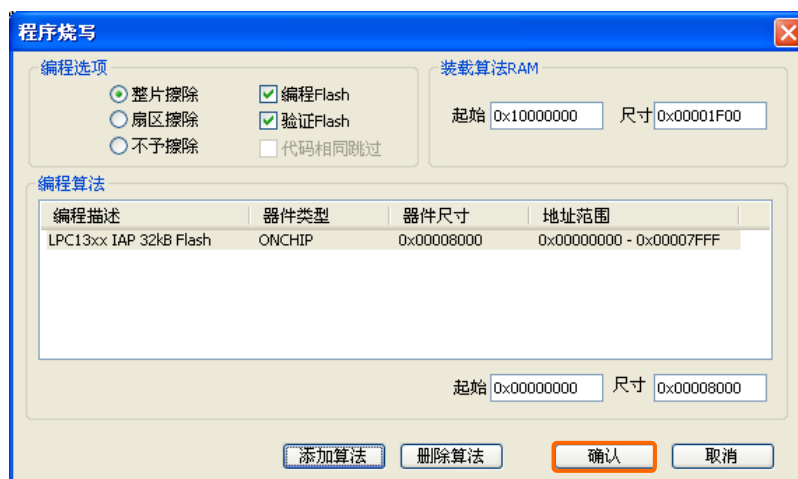 程序烧写
编程选项
整片擦除
编程Flash
扇区擦除
验证Flash
不予擦除
代码相同跳过
装载算法RAM
起始 0x10000000 尺寸 0x00001F00
编程算法
编程描述 器件类型 器件尺寸 地址范围
LPC13xx IAP 32kB Flash ONCHIP 0x00008000 0x00000000 - 0x00007FFF
起始 0x00000000 尺寸 0x00008000
添加算法 删除算法 确认 取消